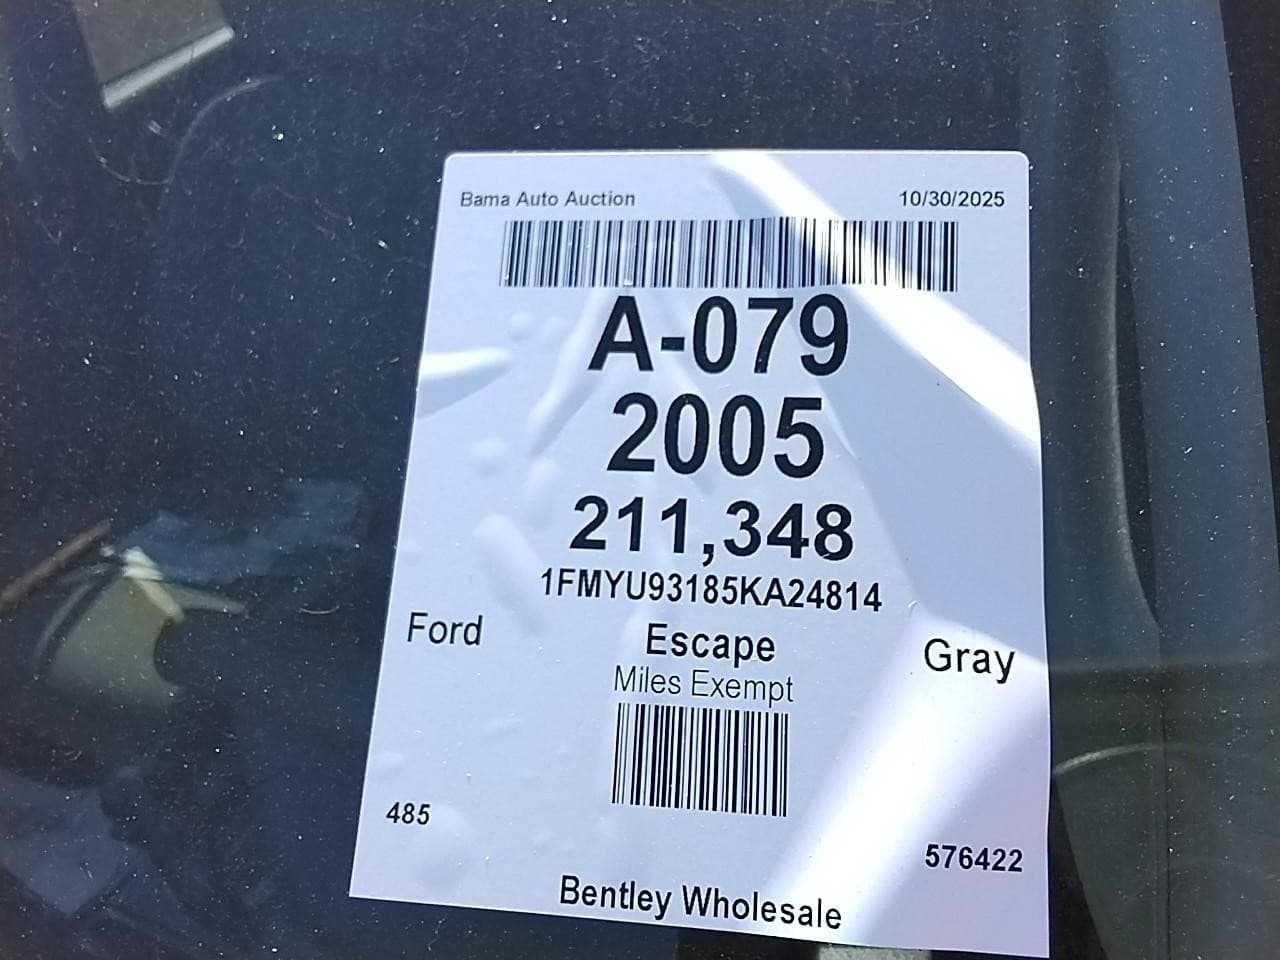 Bama Auto Auction 10/30/2025
A-079
2005
211,348
1FMYU93185KA24814
Ford Escape Gray
Miles Exempt
485 576422
Bentley Wholesale